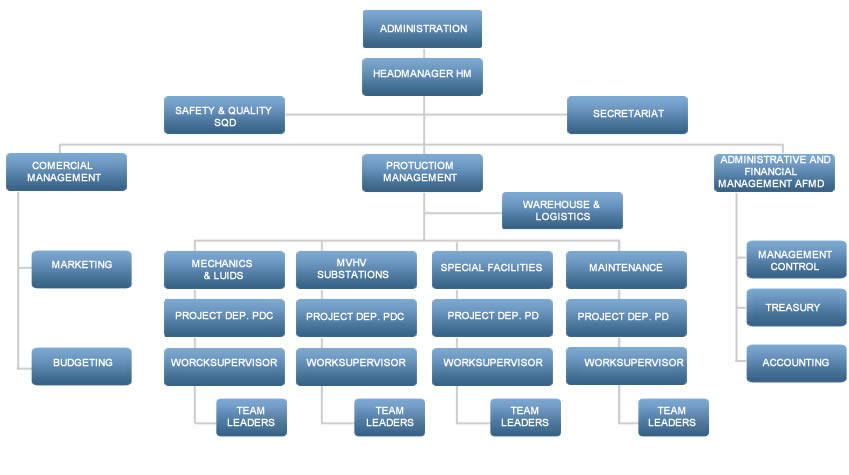 ADMINISTRATION
HEADMANAGER HM
SAFETY & QUALITY
SQD
SECRETARIAT
COMERCIAL
MANAGEMENT
PROTUCTIOM
MANAGEMENT
ADMINISTRATIVE AND
FINANCIAL
MANAGEMENT AFMD
WAREHOUSE &
LOGISTICS
MARKETING
BUDGETING
MECHANICS
& LUIDS
MVHV
SUBSTATIONS
SPECIAL FACILITIES
MAINTENANCE
PROJECT DEP. PDC
PROJECT DEP. PDC
PROJECT DEP. PD
PROJECT DEP. PD
WORCKSUPERVISOR
WORKSUPERVISOR
WORKSUPERVISOR
WORKSUPERVISOR
TEAM
LEADERS
TEAM
LEADERS
TEAM
LEADERS
TEAM
LEADERS
MANAGEMENT
CONTROL
TREASURY
ACCOUNTING